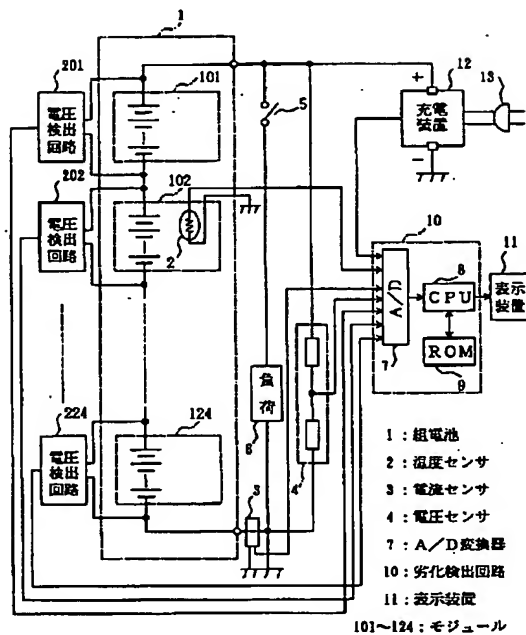 1
201
101
電圧
検出
回路
5
+
12
13
充電
装置
-
202
102
電圧
検出
回路
2
10
8
11
A/D
CPU
ROM
7
9
表示
装置
負
荷
6
4
224
124
電圧
検出
回路
3
1:組電池
2:温度センサ
3:電流センサ
4:電圧センサ
7:A/D変換器
10:劣化検出回路
11:表示装置
101~124:モジュール